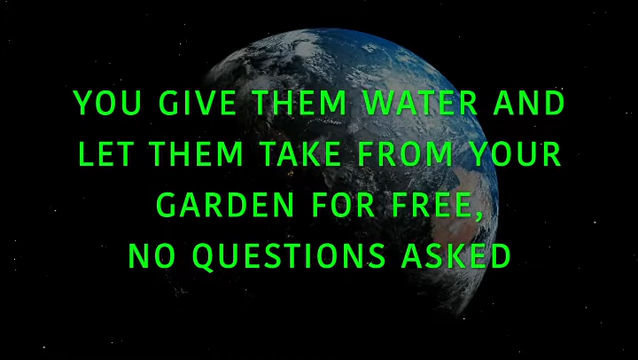 YOU GIVE THEM WATER AND
LET THEM TAKE FROM YOUR
GARDEN FOR FREE,
NO QUESTIONS ASKED